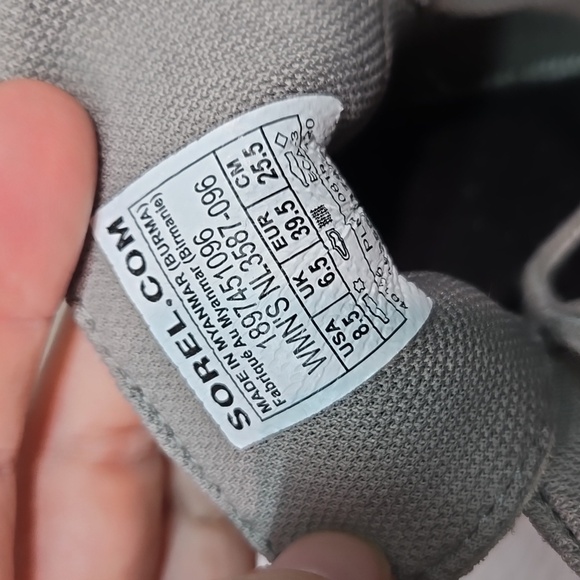 SOREL.COM
MADE IN MYANMAR (BURMA)
Fabriqué AU Myanmar (Birmanie)
1897451096
WMN'S NL3587-096
USA UK EUR CM
8.5 6.5 39.5 25.5